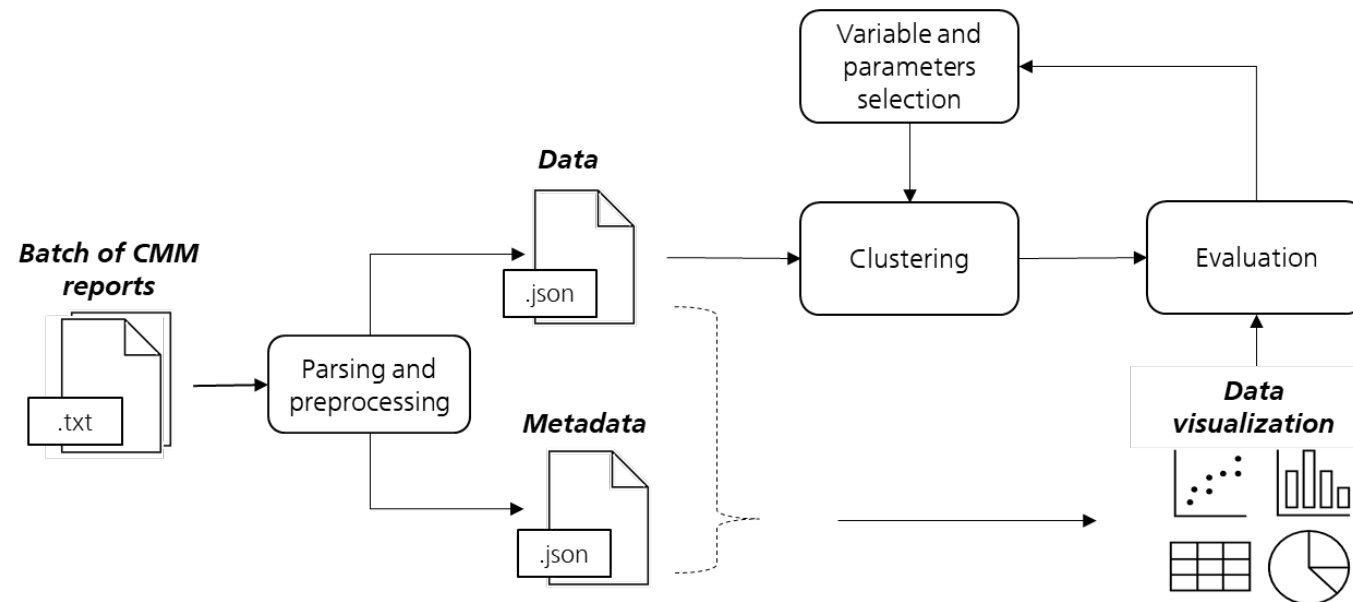 Variable and
parameters
selection
Data
.json
Clustering
Evaluation
Batch of CMM
reports
.txt
Parsing and
preprocessing
Metadata
.json
Data
visualization